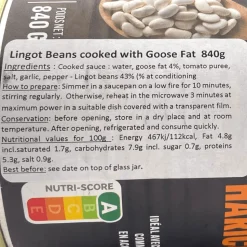 POIDS NET
840 G
Lingot Beans cooked with Goose Fat 840g
Ingredients : Cooked sauce : water, goose fat 4%, tomato puree,
salt, garlic, pepper - Lingot beans 43% (% at conditioning
How to prepare: Simmer in a saucepan on a low fire for 10 minutes,
stirring regularly. Otherwise, reheat in the microwave 3 minutes at
maximum power in a suitable dish covered with a transparent film.
Conservation: before opening, store in a dry place and at room
temperature. After opening, refrigerated and consume quickly.
Nutritional values for 100g : Energy 467kj/112kcal, Fat 4.8g
incl.saturated 1.7g, carbohydrates 7.9g incl. sugar 0.7g, proteins
5.3g, salt 0.9g.
Best before: see date on top of glass jar.
NUTRI-SCORE
A B C D E
HARIC
IDÉAL